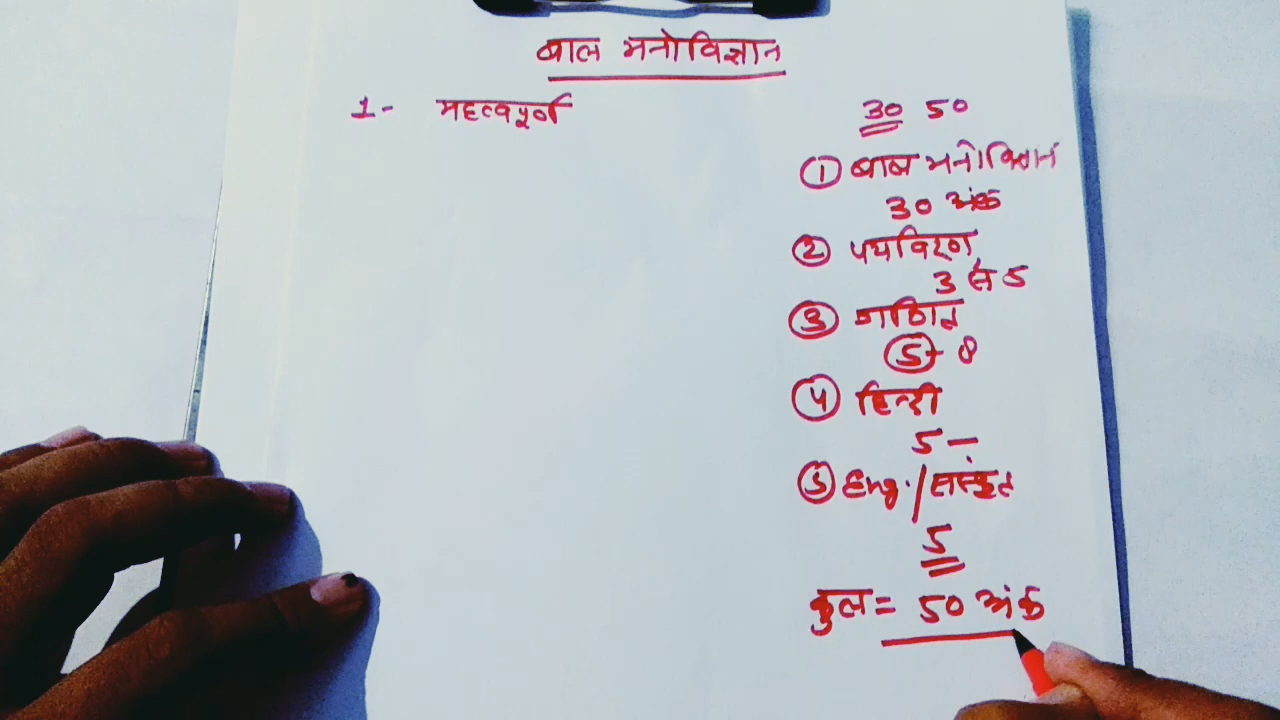 बाल मनोविज्ञान
1- महत्वपूर्ण
30 50
① बाल मनोविज्ञान
30 अंक
② पर्यावरण
3 से 5
③ गणित
5+ 8
④ हिन्दी
5 —
⑤ Eng./संस्कृत
5
कुल = 50 अंक